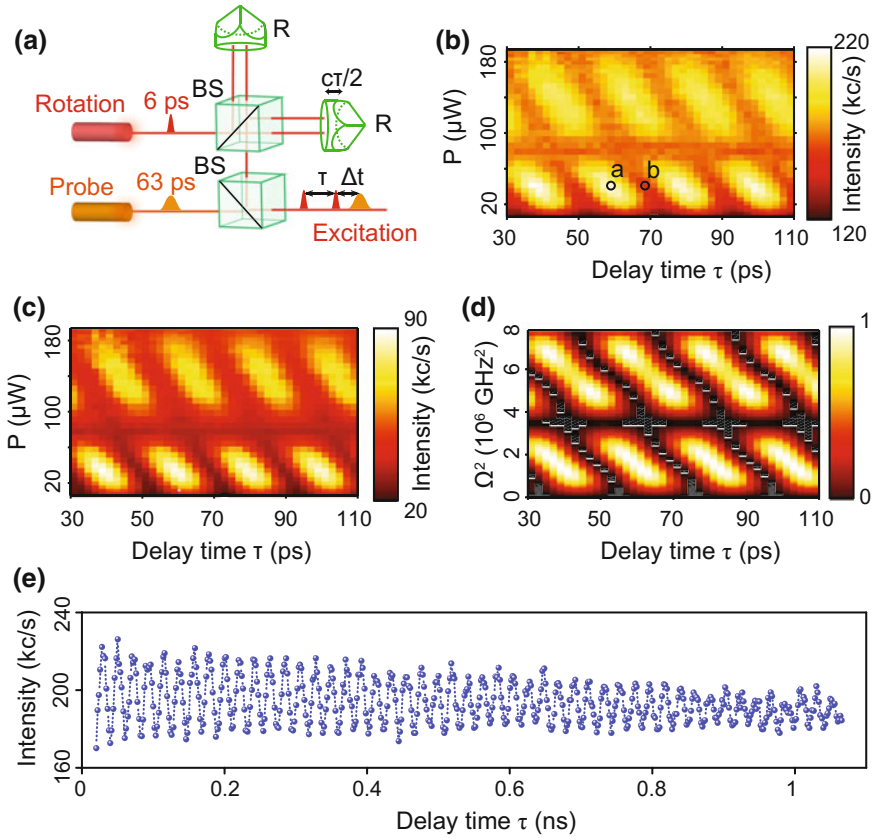 (a)
R
BS
cτ/2
Rotation
6 ps
R
BS
Probe
63 ps
τ
Δt
Excitation
(b)
P (μW)
180
100
20
a
b
30
50
70
90
110
Delay time τ (ps)
220
120
Intensity (kc/s)
(c)
P (μW)
180
100
20
30
50
70
90
110
Delay time τ (ps)
90
20
Intensity (kc/s)
(d)
Ω² (10⁶ GHz²)
8
6
4
2
0
30
50
70
90
110
Delay time τ (ps)
1
0
(e)
Intensity (kc/s)
240
200
160
0
0.2
0.4
0.6
0.8
1
Delay time τ (ns)